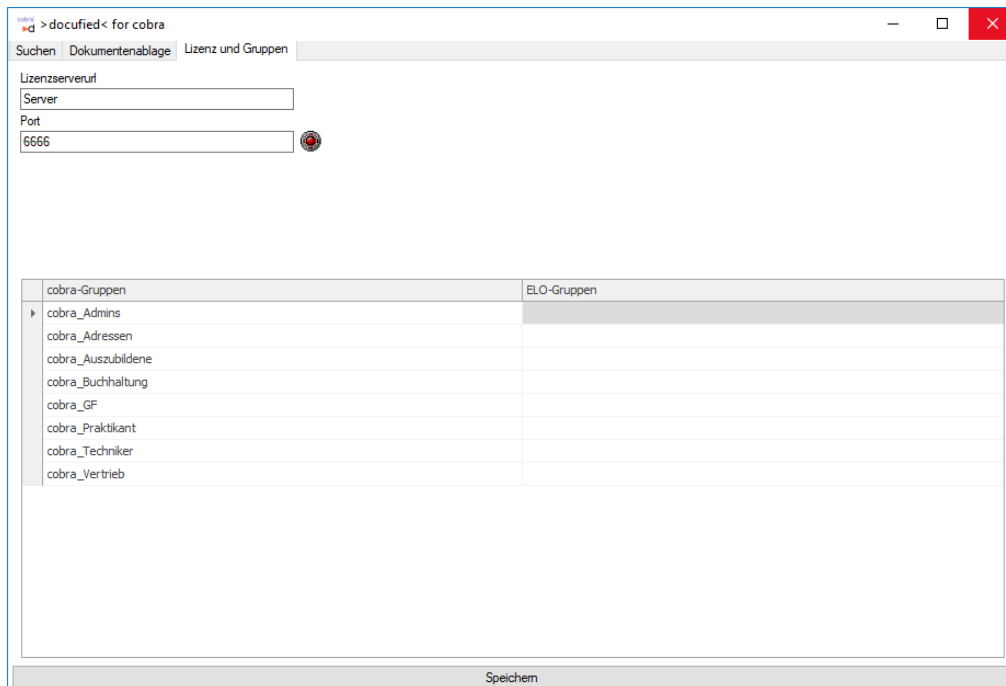 cobra
d >docufied< for cobra
Suchen Dokumentenablage Lizenz und Gruppen
Lizenzserverurl
Server
Port
6666
cobra-Gruppen ELO-Gruppen
cobra_Admins
cobra_Adressen
cobra_Auszubildene
cobra_Buchhaltung
cobra_GF
cobra_Praktikant
cobra_Techniker
cobra_Vertrieb
Speichern